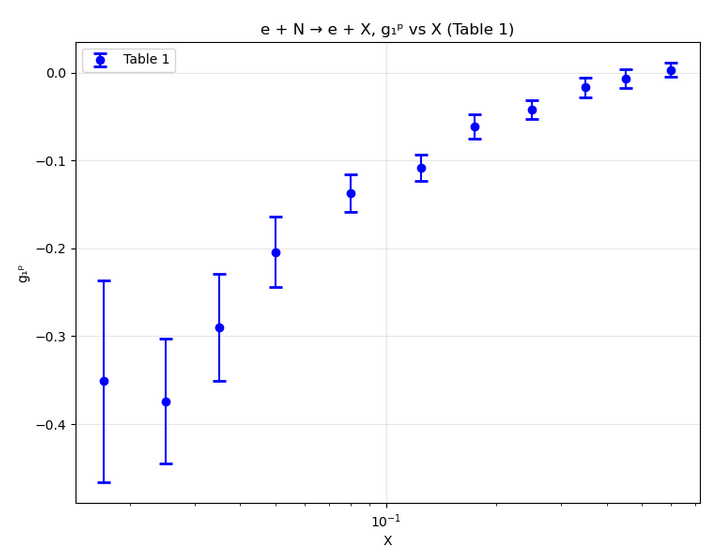 e + N → e + X, g₁ᵖ vs X (Table 1)
Table 1
0.0
−0.1
−0.2
−0.3
−0.4
g₁ᵖ
10⁻¹
X